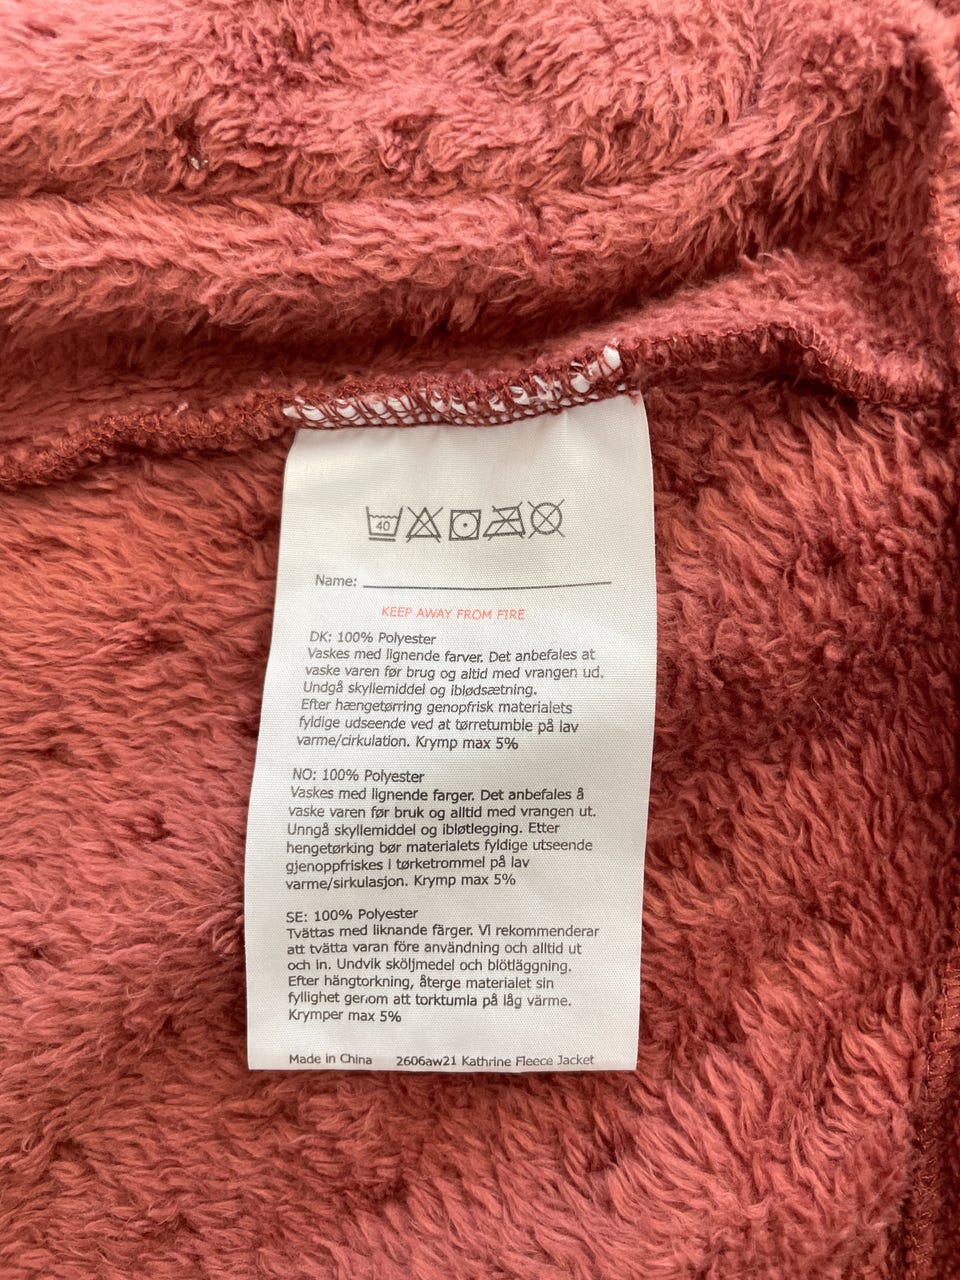 40
Name:
KEEP AWAY FROM FIRE
DK: 100% Polyester
Vaskes med lignende farver. Det anbefales at
vaske varen før brug og altid med vrangen ud.
Undgå skyllemiddel og iblødsætning.
Efter hængetørring genopfrisk materialets
fyldige udseende ved at tørretumble på lav
varme/cirkulation. Krymp max 5%
NO: 100% Polyester
Vaskes med lignende farger. Det anbefales å
vaske varen før bruk og alltid med vrangen ut.
Unngå skyllemiddel og ibløtlegging. Etter
hengetørking bør materialets fyldige utseende
gjenoppfriskes i tørketrommel på lav
varme/sirkulasjon. Krymp max 5%
SE: 100% Polyester
Tvättas med liknande färger. Vi rekommenderar
att tvätta varan före användning och alltid ut
och in. Undvik sköljmedel och blötläggning.
Efter hängtorkning, återge materialet sin
fyllighet genom att torktumla på låg värme.
Krymper max 5%
Made in China 2606aw21 Kathrine Fleece Jacket